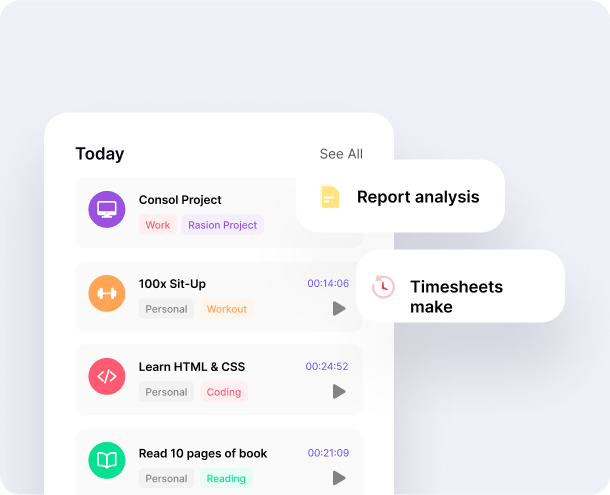 Today
See All
Consol Project
Work
Rasion Project
Report analysis
100x Sit-Up
00:14:06
Personal
Workout
Timesheets
make
Learn HTML & CSS
00:24:52
Personal
Coding
Read 10 pages of book
00:21:09
Personal
Reading